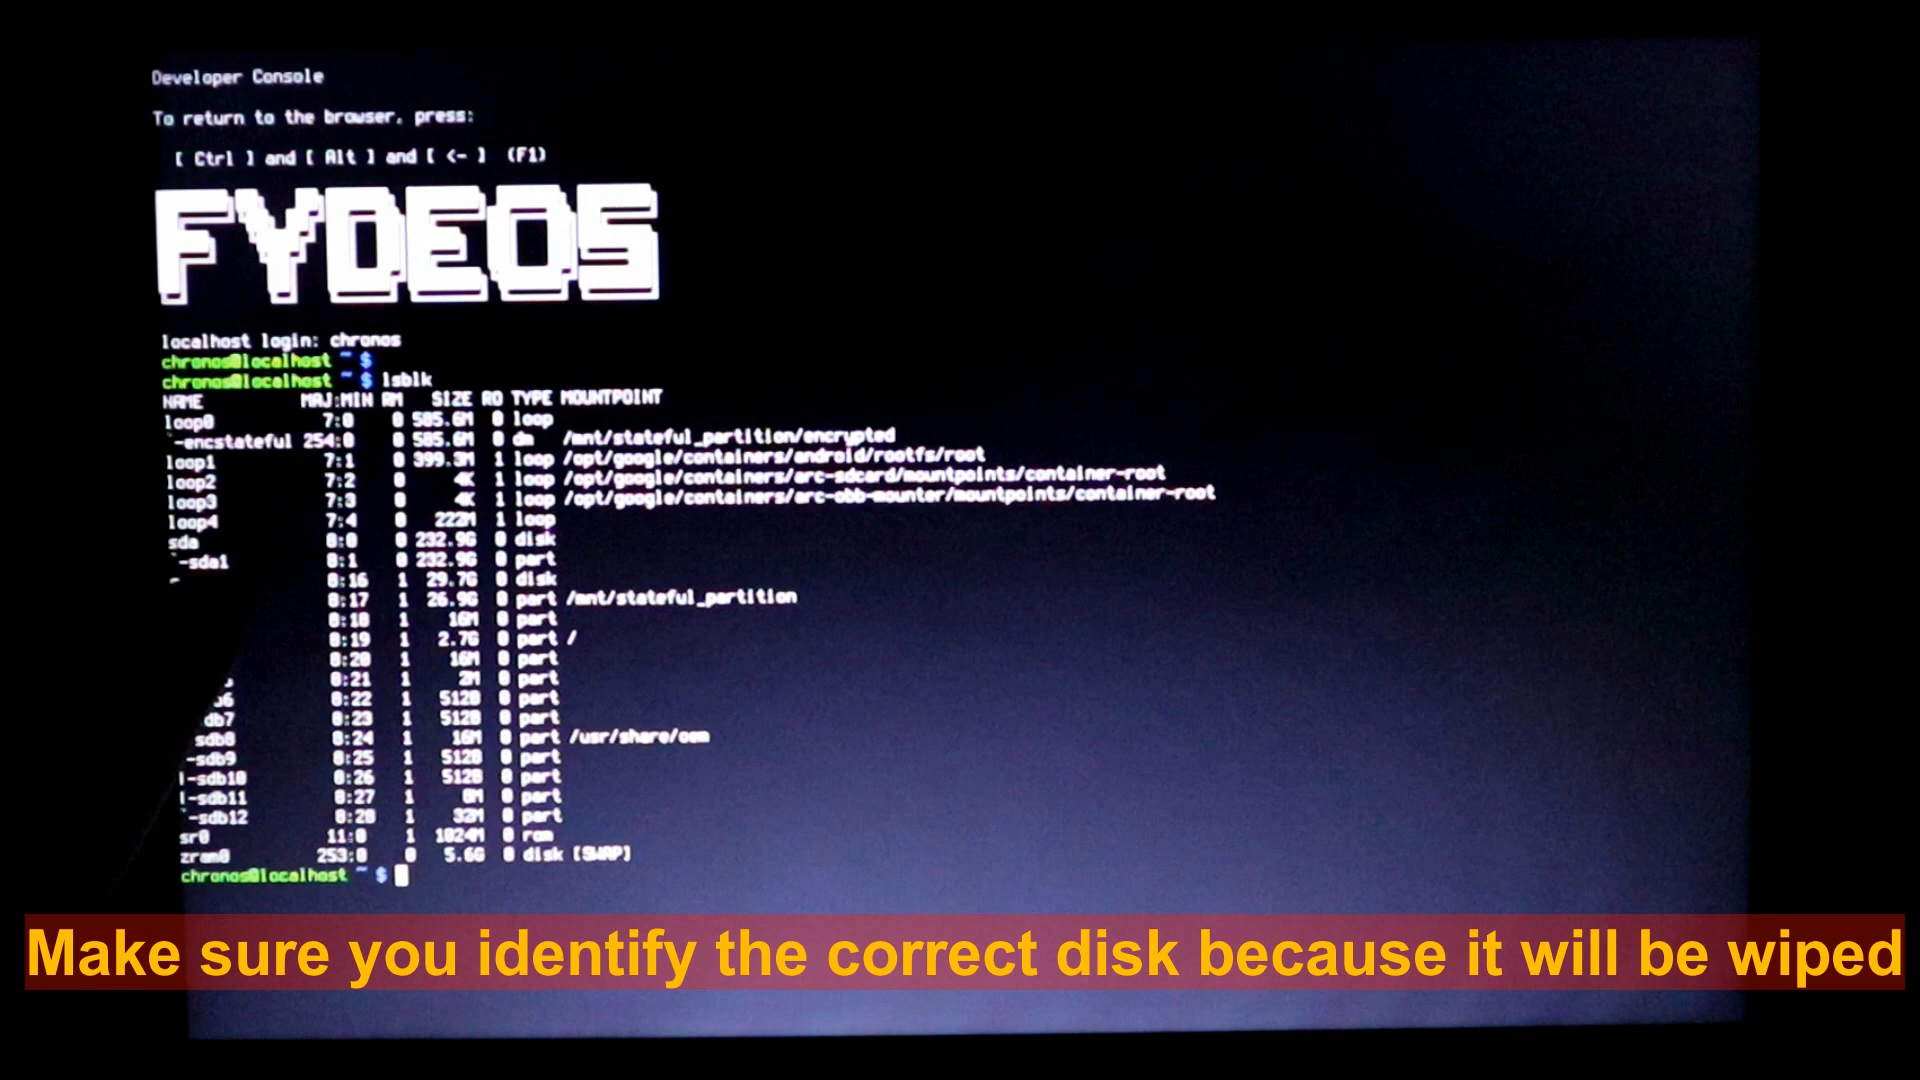 Developer Console
To return to the browser, press:
[ Ctrl ] and [ Alt ] and [ <- ] (F1)
FYDEOS
localhost login: chronos
chronos@localhost ~ $
chronos@localhost ~ $ lsblk
NAME MAJ:MIN RM SIZE RO TYPE MOUNTPOINT
loop0 7:0 0 585.6M 0 loop
`-encstateful 254:0 0 585.6M 0 dm /mnt/stateful_partition/encrypted
loop1 7:1 0 399.3M 1 loop /opt/google/containers/android/rootfs/root
loop2 7:2 0 4K 1 loop /opt/google/containers/arc-sdcard/mountpoints/container-root
loop3 7:3 0 4K 1 loop /opt/google/containers/arc-obb-mounter/mountpoints/container-root
loop4 7:4 0 222M 1 loop
sda 8:0 0 232.9G 0 disk
`-sda1 8:1 0 232.9G 0 part
8:16 1 29.7G 0 disk
8:17 1 26.9G 0 part /mnt/stateful_partition
8:18 1 16M 0 part
8:19 1 2.7G 0 part /
8:20 1 16M 0 part
8:21 1 2M 0 part
8:22 1 512B 0 part
db7 8:23 1 512B 0 part
sdb8 8:24 1 16M 0 part /usr/share/oem
-sdb9 8:25 1 512B 0 part
|-sdb10 8:26 1 512B 0 part
|-sdb11 8:27 1 8M 0 part
`-sdb12 8:28 1 32M 0 part
sr0 11:0 1 1024M 0 rom
zram0 253:0 0 5.6G 0 disk [SWAP]
chronos@localhost ~ $
Make sure you identify the correct disk because it will be wiped